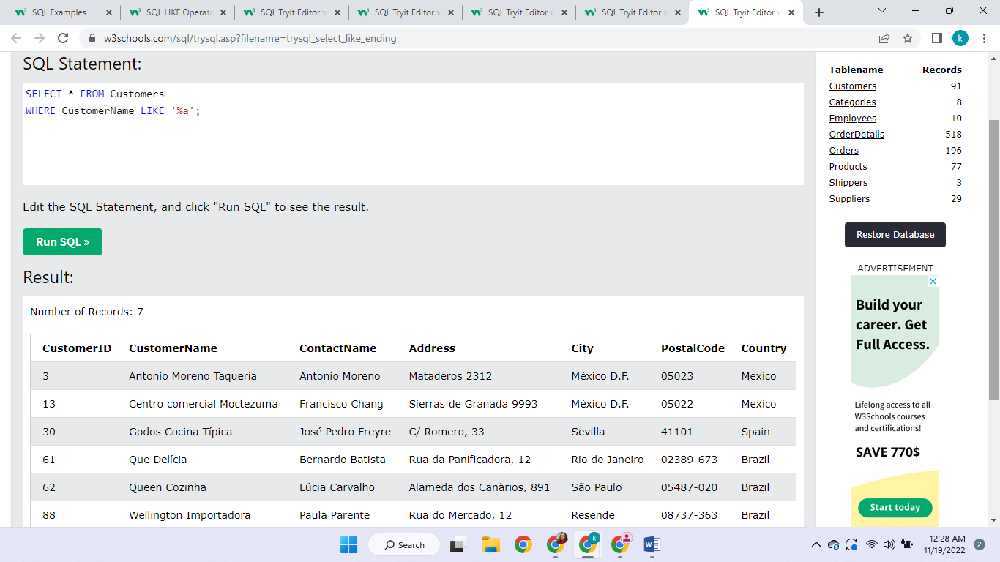 SQL Examples
SQL LIKE Operato
SQL Tryit Editor v
SQL Tryit Editor v
SQL Tryit Editor v
SQL Tryit Editor v
SQL Tryit Editor v
w3schools.com/sql/trysql.asp?filename=trysql_select_like_ending
k
SQL Statement:
SELECT * FROM Customers
WHERE CustomerName LIKE '%a';
Edit the SQL Statement, and click "Run SQL" to see the result.
Run SQL »
Result:
Number of Records: 7
CustomerID CustomerName ContactName Address City PostalCode Country
3 Antonio Moreno Taquería Antonio Moreno Mataderos 2312 México D.F. 05023 Mexico
13 Centro comercial Moctezuma Francisco Chang Sierras de Granada 9993 México D.F. 05022 Mexico
30 Godos Cocina Típica José Pedro Freyre C/ Romero, 33 Sevilla 41101 Spain
61 Que Delícia Bernardo Batista Rua da Panificadora, 12 Rio de Janeiro 02389-673 Brazil
62 Queen Cozinha Lúcia Carvalho Alameda dos Canàrios, 891 São Paulo 05487-020 Brazil
88 Wellington Importadora Paula Parente Rua do Mercado, 12 Resende 08737-363 Brazil
Tablename Records
Customers 91
Categories 8
Employees 10
OrderDetails 518
Orders 196
Products 77
Shippers 3
Suppliers 29
Restore Database
ADVERTISEMENT
Build your
career. Get
Full Access.
Lifelong access to all
W3Schools courses
and certifications!
SAVE 770$
Start today
Search
k
12:28 AM
11/19/2022
2